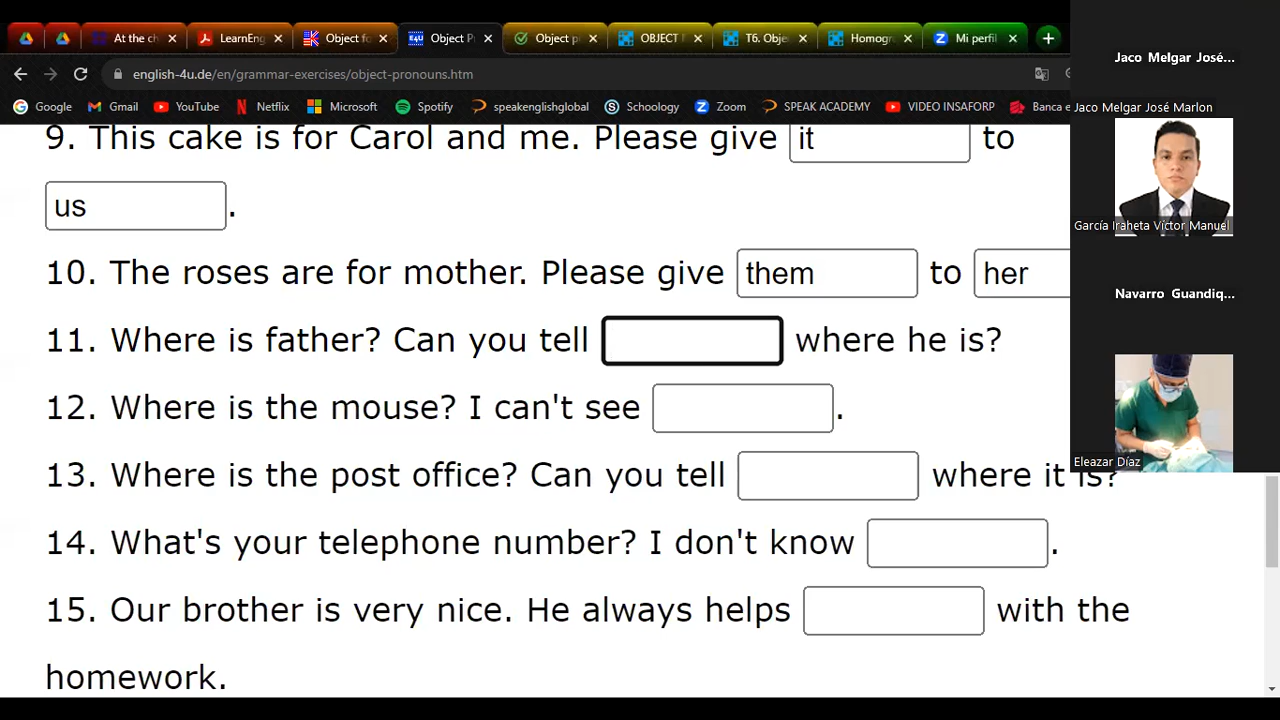 At the ch
LearnEng
Object fo
Object P
Object p
OBJECT
T6. Obje
Homogr
Mi perfil
english-4u.de/en/grammar-exercises/object-pronouns.htm
Google Gmail YouTube Netflix Microsoft Spotify speakenglishglobal Schoology Zoom SPEAK ACADEMY VIDEO INSAFORP Banca e
9. This cake is for Carol and me. Please give it to
us .
10. The roses are for mother. Please give them to her
11. Where is father? Can you tell where he is?
12. Where is the mouse? I can't see .
13. Where is the post office? Can you tell where it is?
14. What's your telephone number? I don't know .
15. Our brother is very nice. He always helps with the
homework.
Jaco Melgar José...
Jaco Melgar José Marlon
García Iraheta Víctor Manuel
Navarro Guandiq...
Eleazar Díaz